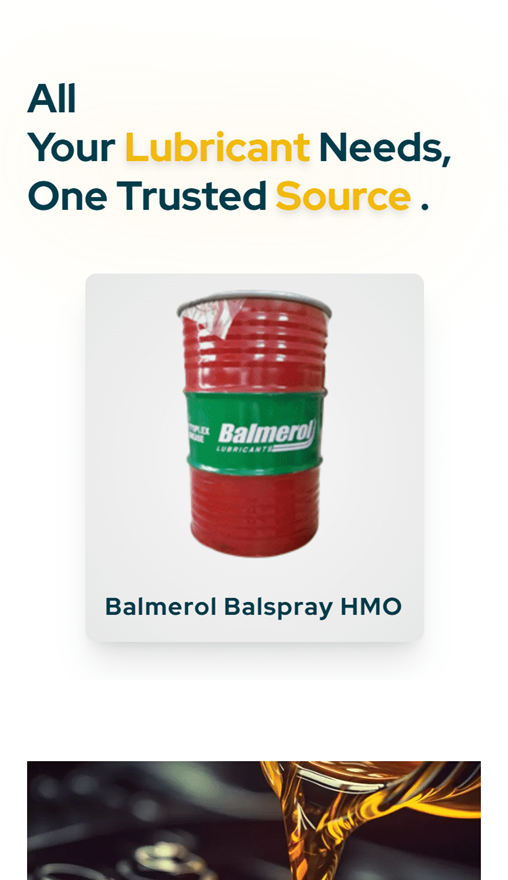 All
Your Lubricant Needs,
One Trusted Source .
Balmerol
LUBRICANTS
Balmerol Balspray HMO